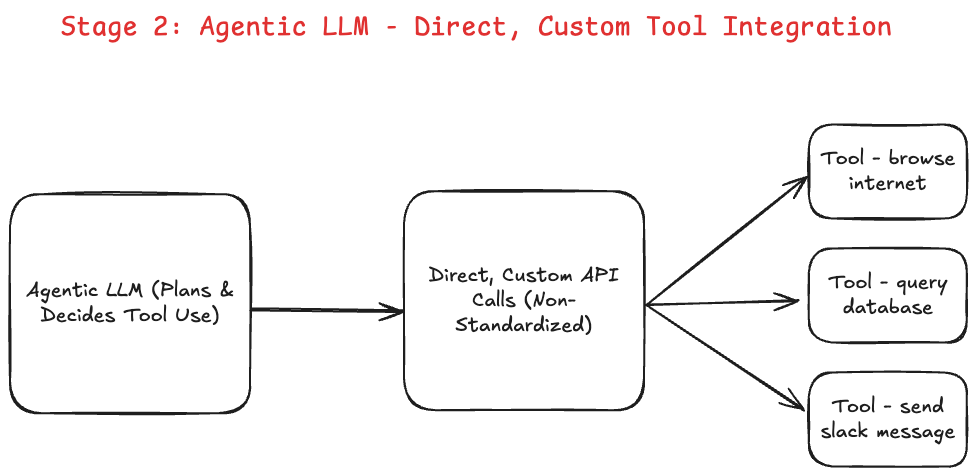 Stage 2: Agentic LLM - Direct, Custom Tool Integration
Agentic LLM (Plans &
Decides Tool Use)
Direct, Custom API
Calls (Non-
Standardized)
Tool - browse
internet
Tool - query
database
Tool - send
slack message